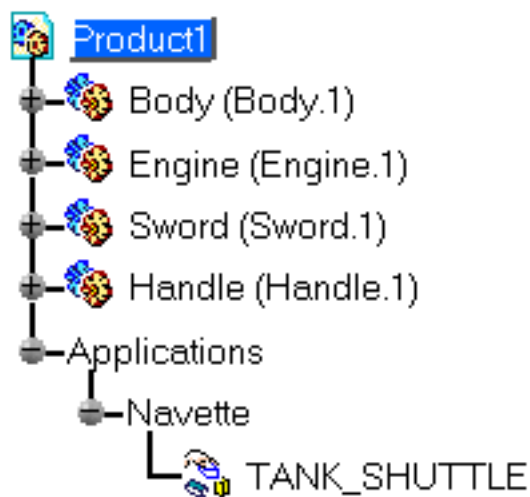 Product1
Body (Body.1)
Engine (Engine.1)
Sword (Sword.1)
Handle (Handle.1)
Applications
Navette
TANK_SHUTTLE